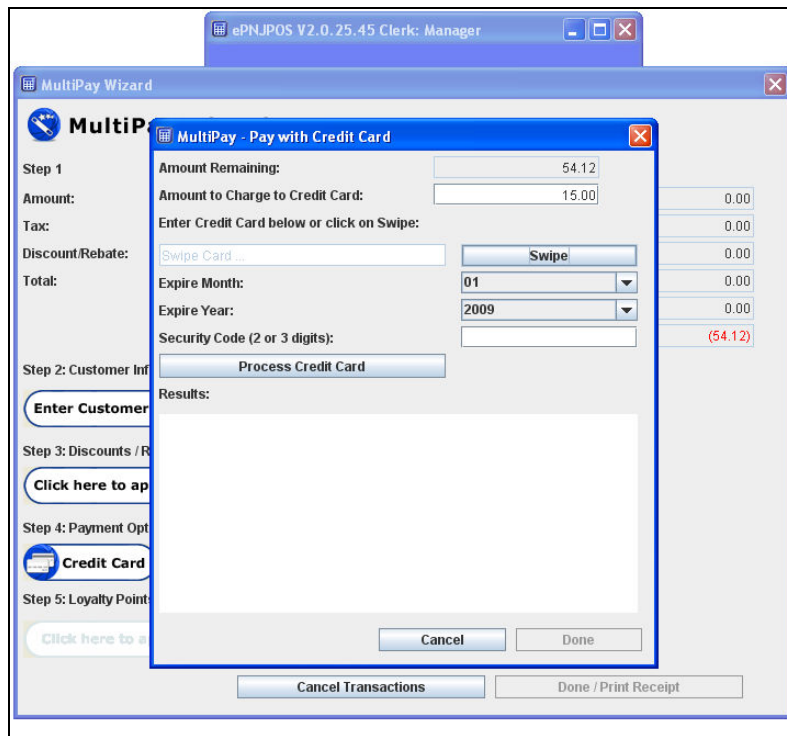 ePNJPOS V2.0.25.45 Clerk: Manager
MultiPay Wizard
MultiPay - Pay with Credit Card
Step 1
Amount:
Tax:
Discount/Rebate:
Total:
0.00
0.00
0.00
0.00
0.00
(54.12)
Step 2: Customer Inf
Enter Customer
Step 3: Discounts / R
Click here to ap
Step 4: Payment Opt
Credit Card
Step 5: Loyalty Point
Click here to a
Amount Remaining: 54.12
Amount to Charge to Credit Card: 15.00
Enter Credit Card below or click on Swipe:
Swipe Card ... Swipe
Expire Month: 01
Expire Year: 2009
Security Code (2 or 3 digits):
Process Credit Card
Results:
Cancel Done
Cancel Transactions Done / Print Receipt